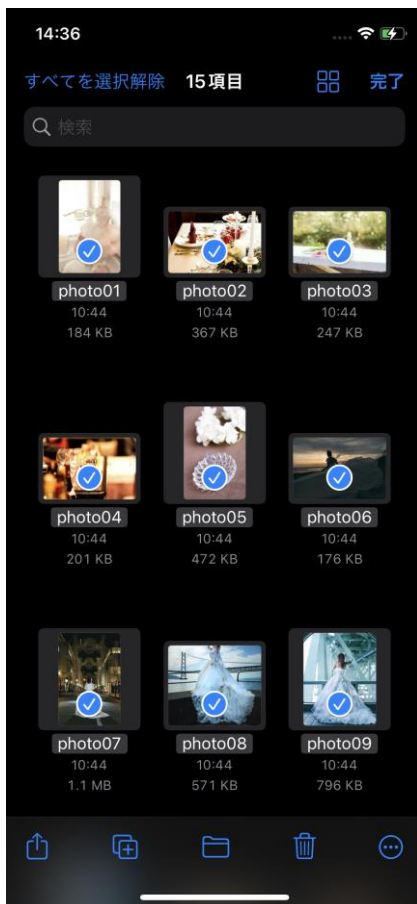 14:36
すべてを選択解除 15項目 完了
検索
photo01 photo02 photo03
10:44 10:44 10:44
184 KB 367 KB 247 KB
photo04 photo05 photo06
10:44 10:44 10:44
201 KB 472 KB 176 KB
photo07 photo08 photo09
10:44 10:44 10:44
1.1 MB 571 KB 796 KB